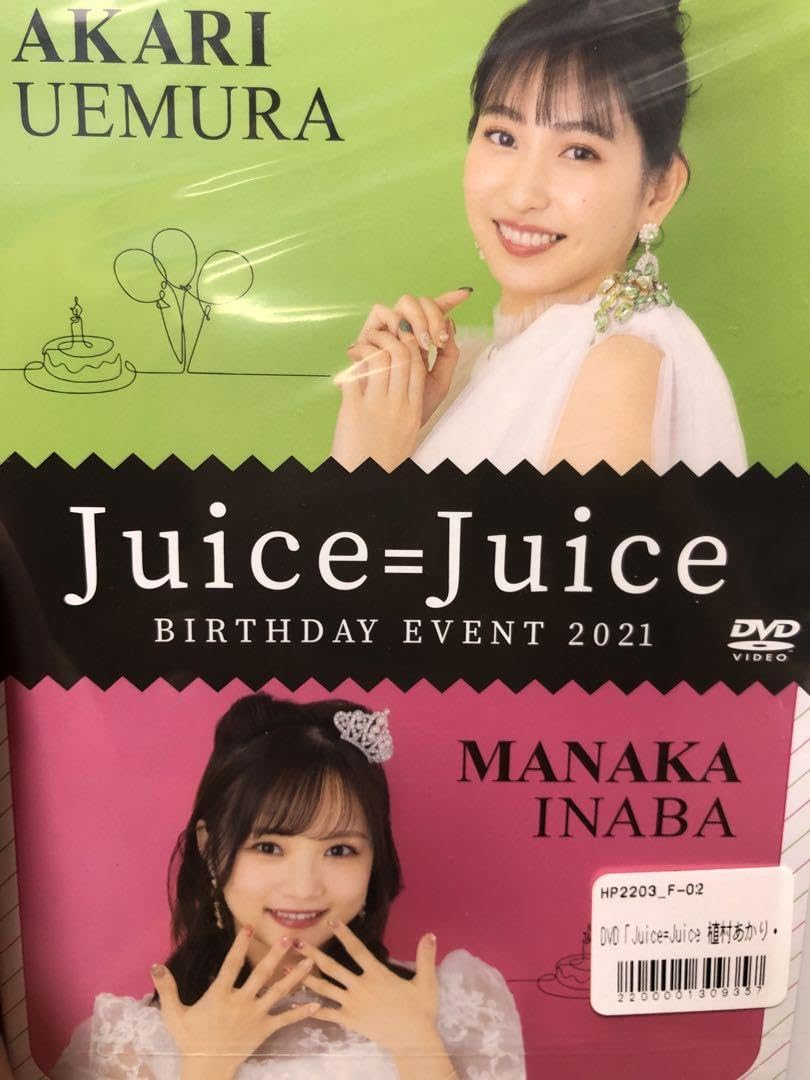 AKARI
UEMURA
Juice=Juice
BIRTHDAY EVENT 2021
DVD
VIDEO
MANAKA
INABA
HP2203_F-02
DVD「Juice=Juice 植村あかり・
2200001309357